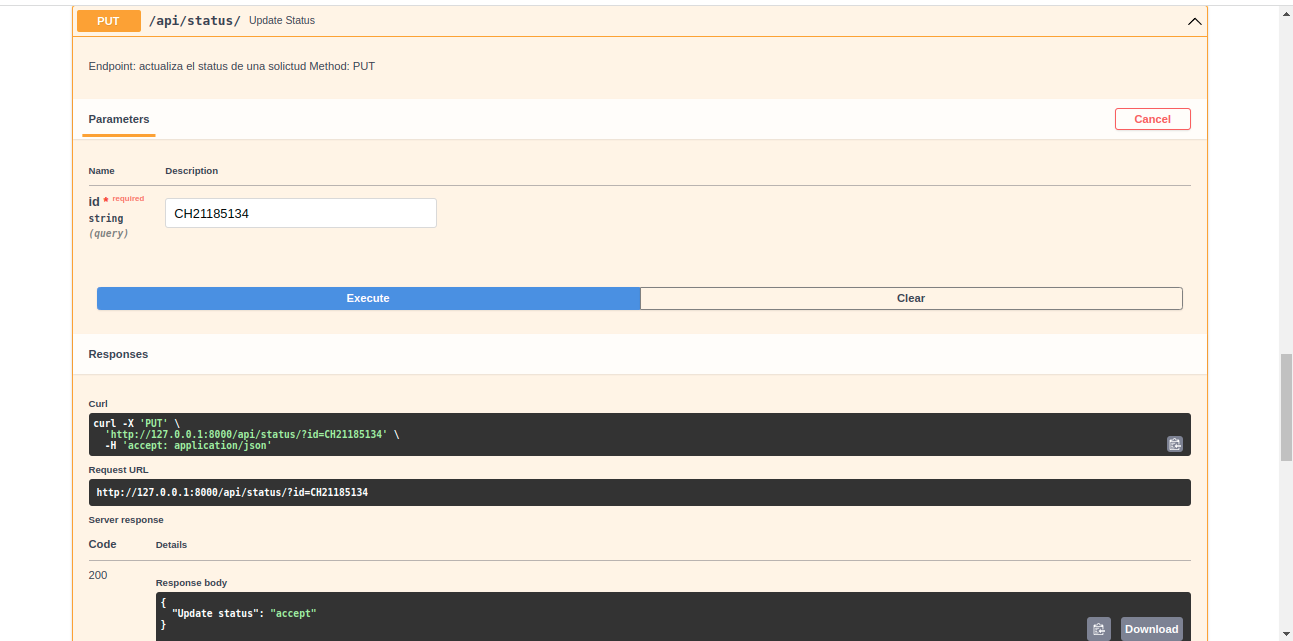 PUT /api/status/ Update Status
Endpoint: actualiza el status de una solictud Method: PUT
Parameters
Cancel
Name Description
id * required
string
(query)
CH21185134
Execute Clear
Responses
Curl
curl -X 'PUT' \
'http://127.0.0.1:8000/api/status/?id=CH21185134' \
-H 'accept: application/json'
Request URL
http://127.0.0.1:8000/api/status/?id=CH21185134
Server response
Code Details
200
Response body
{
"Update status": "accept"
}
Download